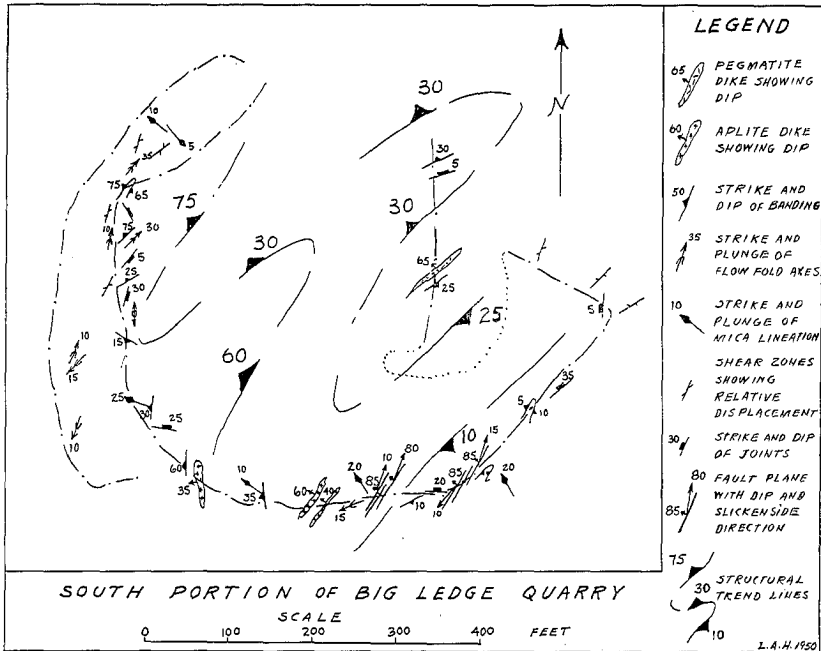 LEGEND
65
PEGMATITE
DIKE SHOWING
DIP
60
APLITE DIKE
SHOWING DIP
50
STRIKE AND
DIP OF BANDING
35
STRIKE AND
PLUNGE OF
FLOW FOLD AXES
10
STRIKE AND
PLUNGE OF
MICA LINEATION
SHEAR ZONES
SHOWING
RELATIVE
DISPLACEMENT
30
STRIKE AND DIP
OF JOINTS
80
85
FAULT PLANE
WITH DIP AND
SLICKENSIDE
DIRECTION
75
30
10
STRUCTURAL
TREND LINES
L.A.H. 1950
N
30
10
5
35
30
5
75
65
75
30
75
10
30
5
25
30
30
65
25
25
5
15
10
15
60
35
25
30
25
5
10
10
10
80
15
60
20
85
85
20
20
35
10
35
60
40
15
10
10
SOUTH PORTION OF BIG LEDGE QUARRY
SCALE
0 100 200 300 400 FEET